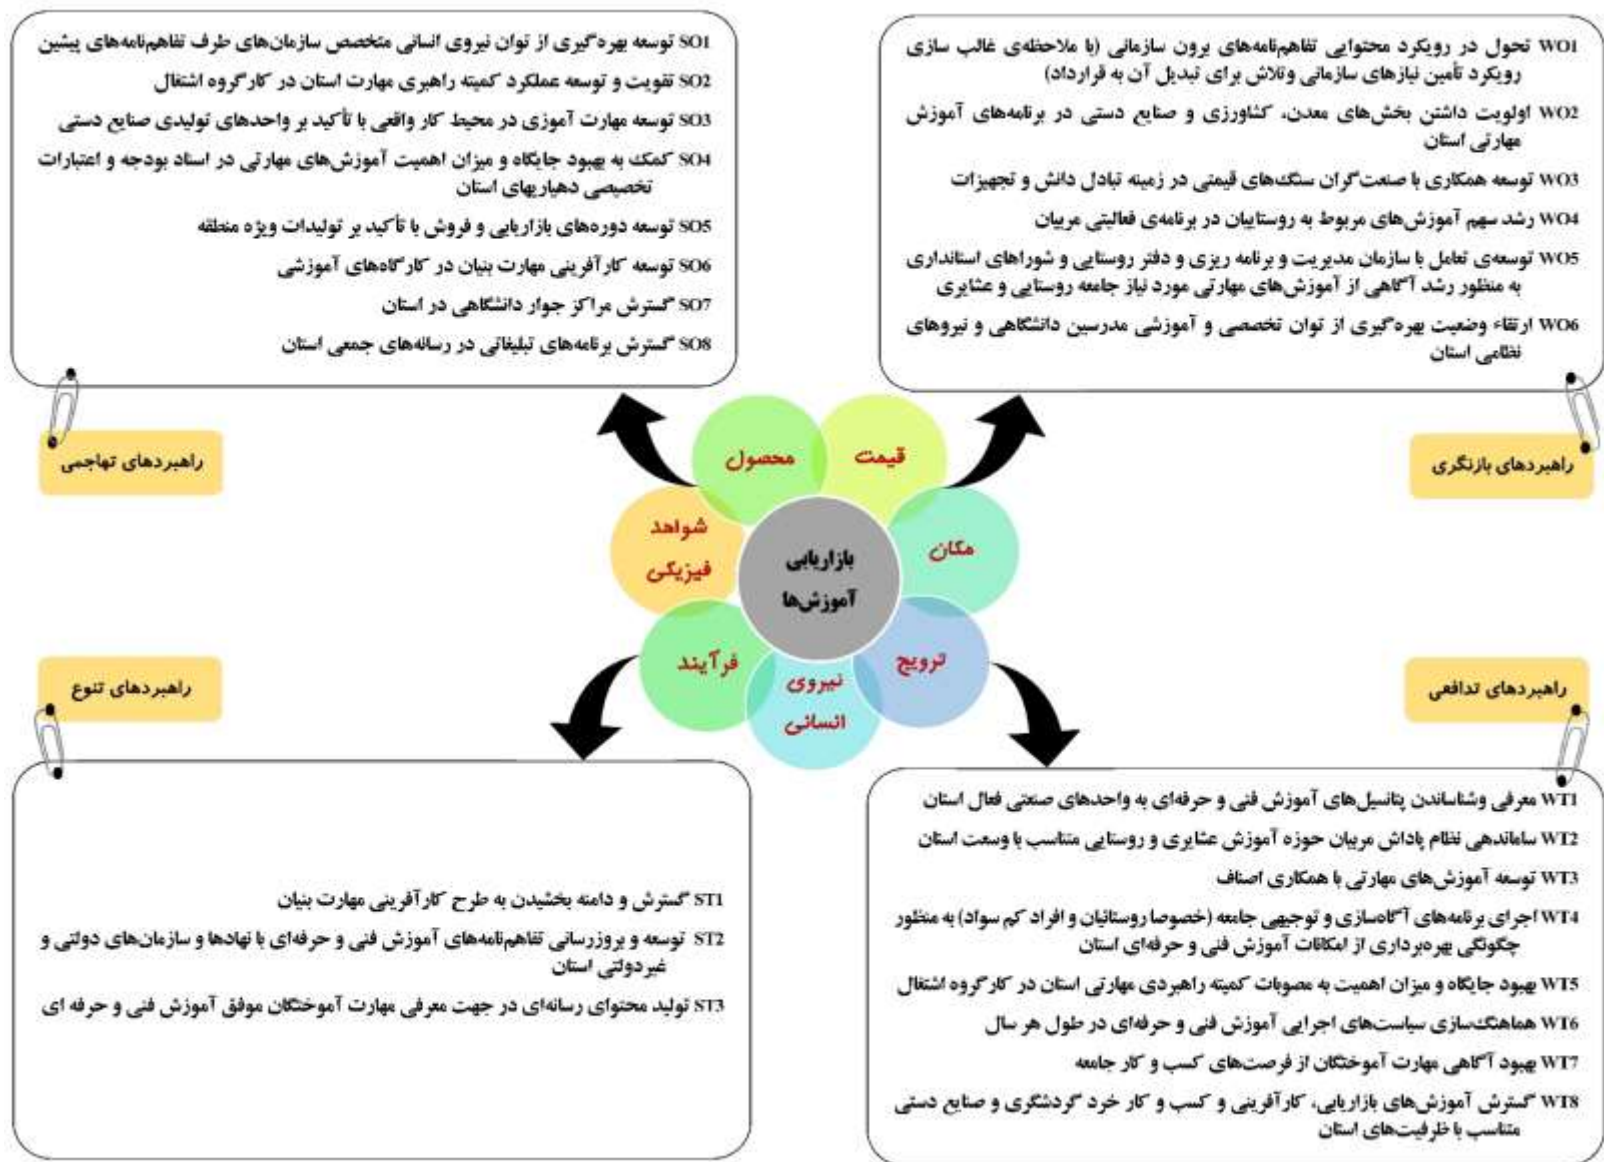 WO1 تحول در رویکرد محتوایی تفاهم‌نامه‌های برون سازمانی (با ملاحظه‌ی غالب سازی
رویکرد تأمین نیازهای سازمانی وتلاش برای تبدیل آن به قرارداد)
WO2 اولویت داشتن بخش‌های معدن، کشاورزی و صنایع دستی در برنامه‌های آموزش
مهارتی استان
WO3 توسعه همکاری با صنعت‌گران سنگ‌های قیمتی در زمینه تبادل دانش و تجهیزات
WO4 رشد سهم آموزش‌های مربوط به روستاییان در برنامه‌ی فعالیتی مربیان
WO5 توسعه‌ی تعامل با سازمان مدیریت و برنامه ریزی و دفتر روستایی و شوراهای استانداری
به منظور رشد آگاهی از آموزش‌های مهارتی مورد نیاز جامعه روستایی و عشایری
WO6 ارتقاء وضعیت بهره‌گیری از توان تخصصی و آموزشی مدرسین دانشگاهی و نیروهای
نظامی استان
راهبردهای بازنگری
SO1 توسعه بهره‌گیری از توان نیروی انسانی متخصص سازمان‌های طرف تفاهم‌نامه‌های پیشین
SO2 تقویت و توسعه عملکرد کمیته راهبری مهارت استان در کارگروه اشتغال
SO3 توسعه مهارت آموزی در محیط کار واقعی با تأکید بر واحدهای تولیدی صنایع دستی
SO4 کمک به بهبود جایگاه و میزان اهمیت آموزش‌های مهارتی در اسناد بودجه و اعتبارات
تخصیصی دهیاریهای استان
SO5 توسعه دوره‌های بازاریابی و فروش با تأکید بر تولیدات ویژه منطقه
SO6 توسعه کارآفرینی مهارت بنیان در کارگاه‌های آموزشی
SO7 گسترش مراکز جوار دانشگاهی در استان
SO8 گسترش برنامه‌های تبلیغاتی در رسانه‌های جمعی استان
راهبردهای تهاجمی
قیمت
محصول
مکان
شواهد
فیزیکی
بازاریابی
آموزش‌ها
ترویج
نیروی
انسانی
فرآیند
راهبردهای تدافعی
WT1 معرفی وشناساندن پتانسیل‌های آموزش فنی و حرفه‌ای به واحدهای صنعتی فعال استان
WT2 ساماندهی نظام پاداش مربیان حوزه آموزش عشایری و روستایی متناسب با وسعت استان
WT3 توسعه آموزش‌های مهارتی با همکاری اصناف
WT4 اجرای برنامه‌های آگاه‌سازی و توجیهی جامعه (خصوصا روستائیان و افراد کم سواد) به منظور
چگونگی بهره‌برداری از امکانات آموزش فنی و حرفه‌ای استان
WT5 بهبود جایگاه و میزان اهمیت به مصوبات کمیته راهبردی مهارتی استان در کارگروه اشتغال
WT6 هماهنگ‌سازی سیاست‌های اجرایی آموزش فنی و حرفه‌ای در طول هر سال
WT7 بهبود آگاهی مهارت آموختگان از فرصت‌های کسب و کار جامعه
WT8 گسترش آموزش‌های بازاریابی، کارآفرینی و کسب و کار خرد گردشگری و صنایع دستی
متناسب با ظرفیت‌های استان
راهبردهای تنوع
ST1 گسترش و دامنه بخشیدن به طرح کارآفرینی مهارت بنیان
ST2 توسعه و بروزرسانی تفاهم‌نامه‌های آموزش فنی و حرفه‌ای با نهادها و سازمان‌های دولتی و
غیردولتی استان
ST3 تولید محتوای رسانه‌ای در جهت معرفی مهارت آموختگان موفق آموزش فنی و حرفه ای